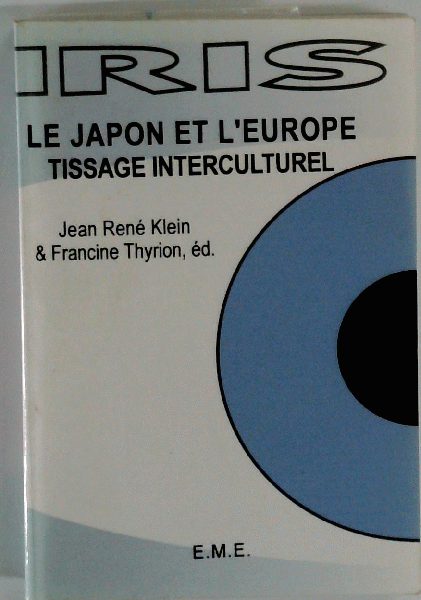 IRIS
LE JAPON ET L'EUROPE
TISSAGE INTERCULTUREL
Jean René Klein
& Francine Thyrion, éd.
E.M.E.